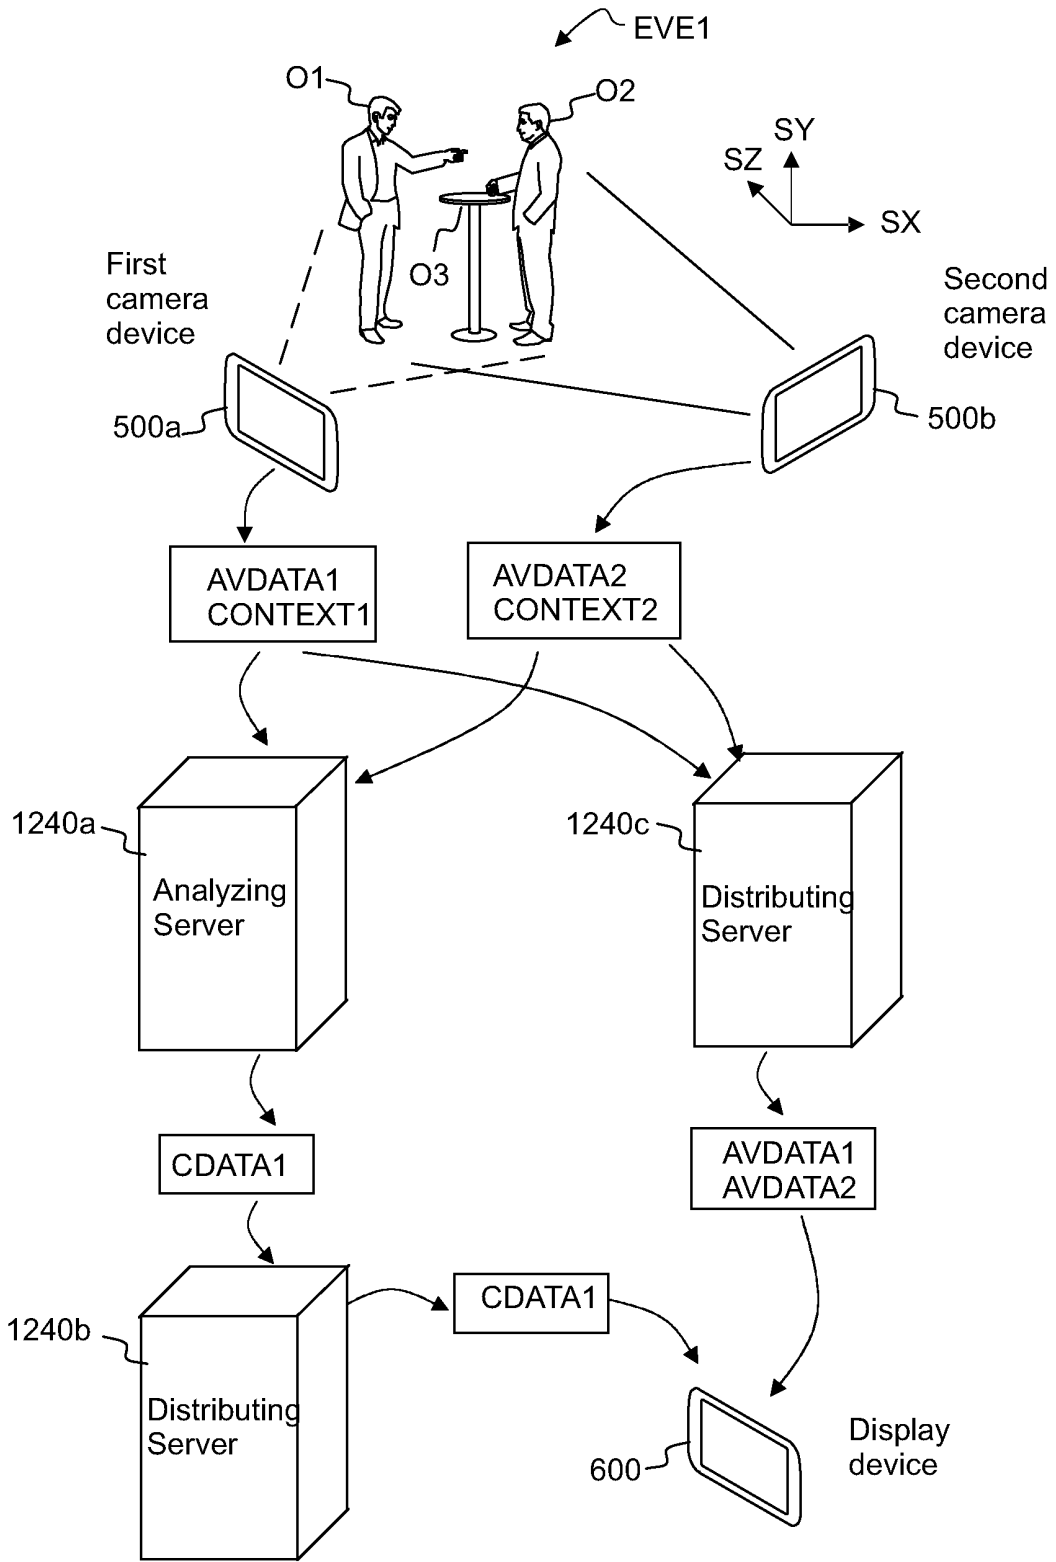 EVE1
O1
O2
SY
SZ
SX
O3
First
camera
device
Second
camera
device
500a
500b
AVDATA1
CONTEXT1
AVDATA2
CONTEXT2
1240a
1240c
Analyzing
Server
Distributing
Server
CDATA1
AVDATA1
AVDATA2
CDATA1
1240b
Distributing
Server
Display
device
600